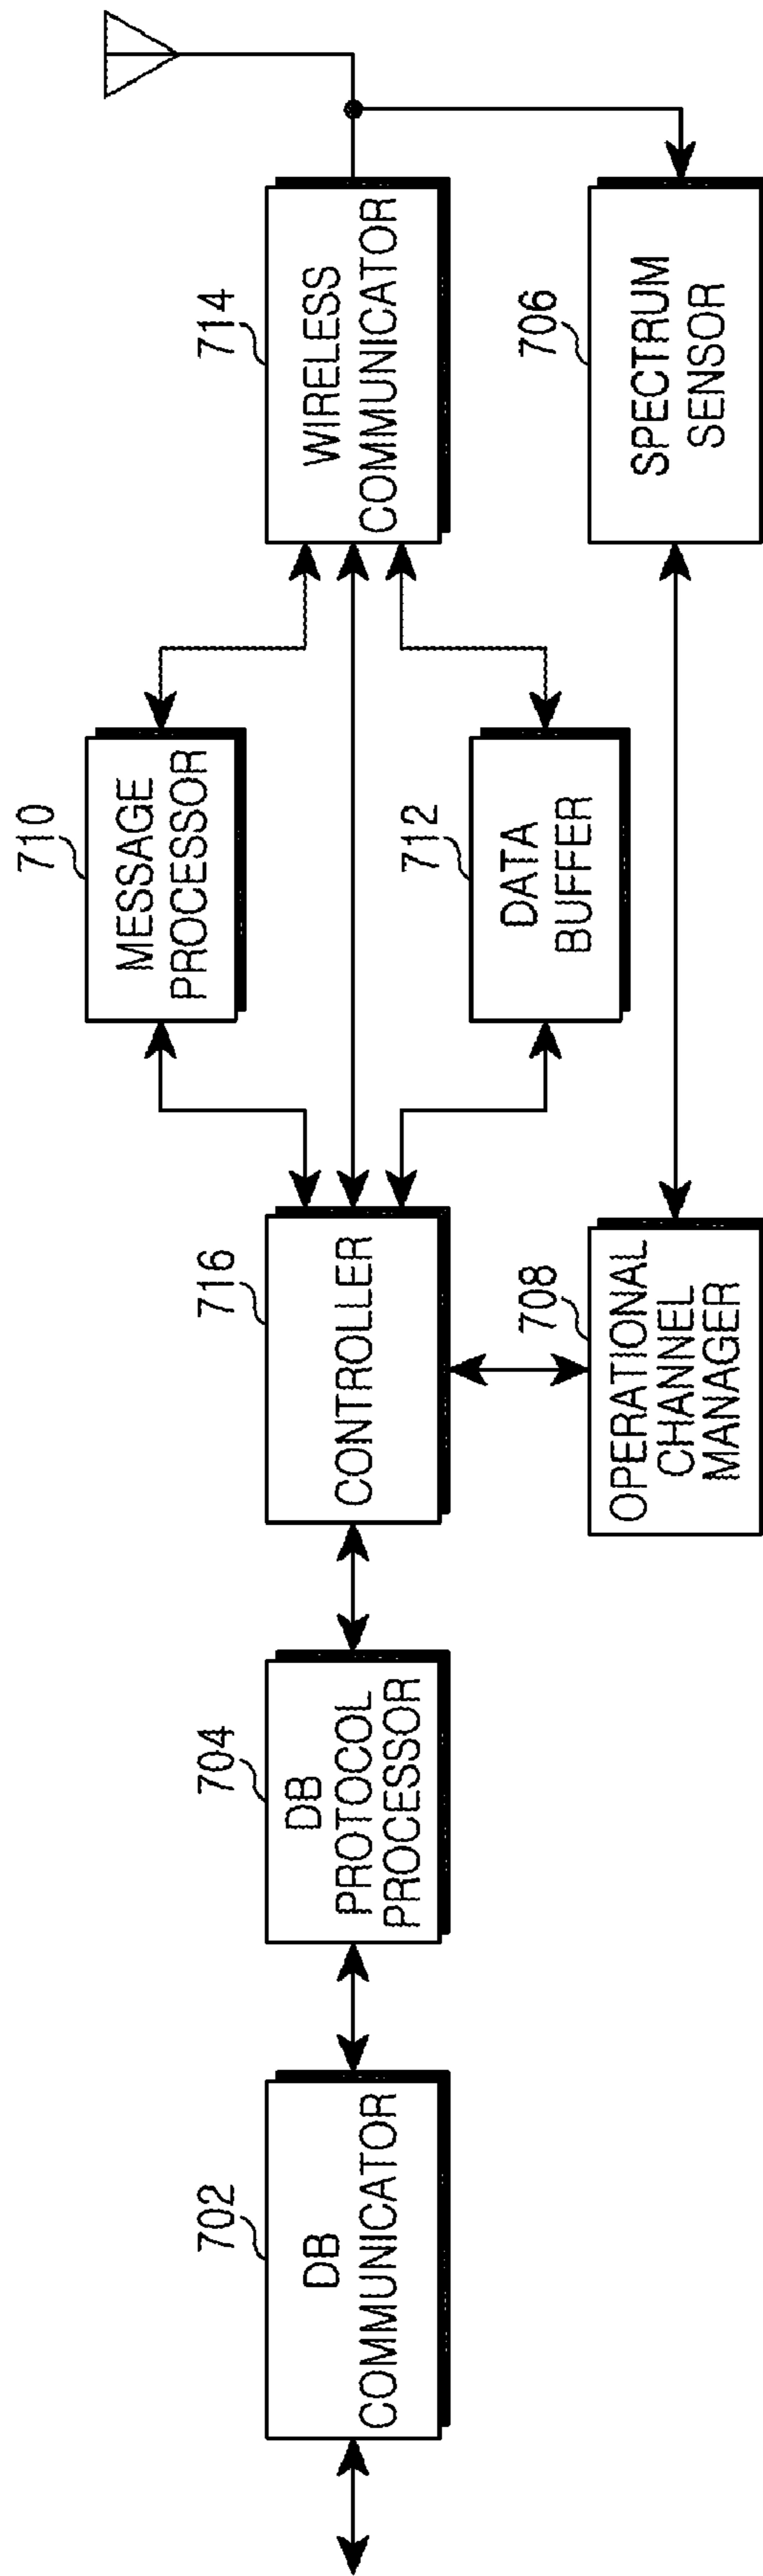 702
DB
COMMUNICATOR
704
DB
PROTOCOL
PROCESSOR
716
CONTROLLER
710
MESSAGE
PROCESSOR
712
DATA
BUFFER
714
WIRELESS
COMMUNICATOR
708
OPERATIONAL
CHANNEL
MANAGER
706
SPECTRUM
SENSOR